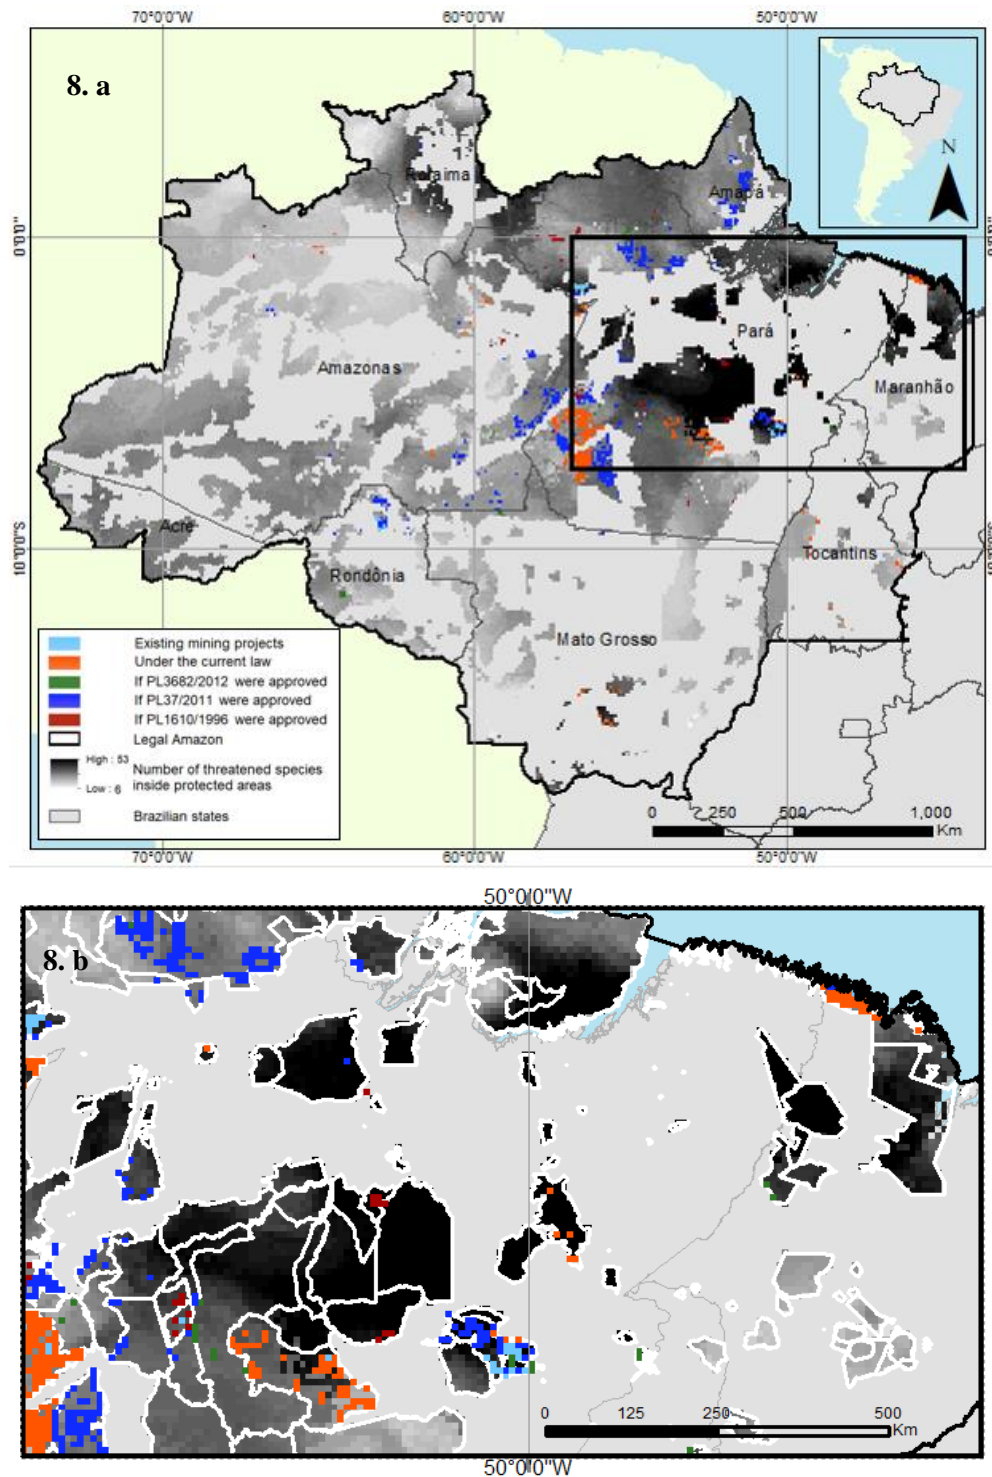 70°0'0"W 60°0'0"W 50°0'0"W
8. a
N
Roraima
Amapá
0°0'0"
0°0'0"
Pará
Amazonas
Maranhão
Acre
10°0'0"S
Tocantins
Rondônia
Mato Grosso
Existing mining projects
Under the current law
If PL3682/2012 were approved
If PL37/2011 were approved
If PL1610/1996 were approved
Legal Amazon
High : 53
Number of threatened species
inside protected areas
Low : 6
Brazilian states
0 250 500 1,000
Km
70°0'0"W 60°0'0"W 50°0'0"W
50°0'0"W
8. b
0 125 250 500
Km
50°0'0"W